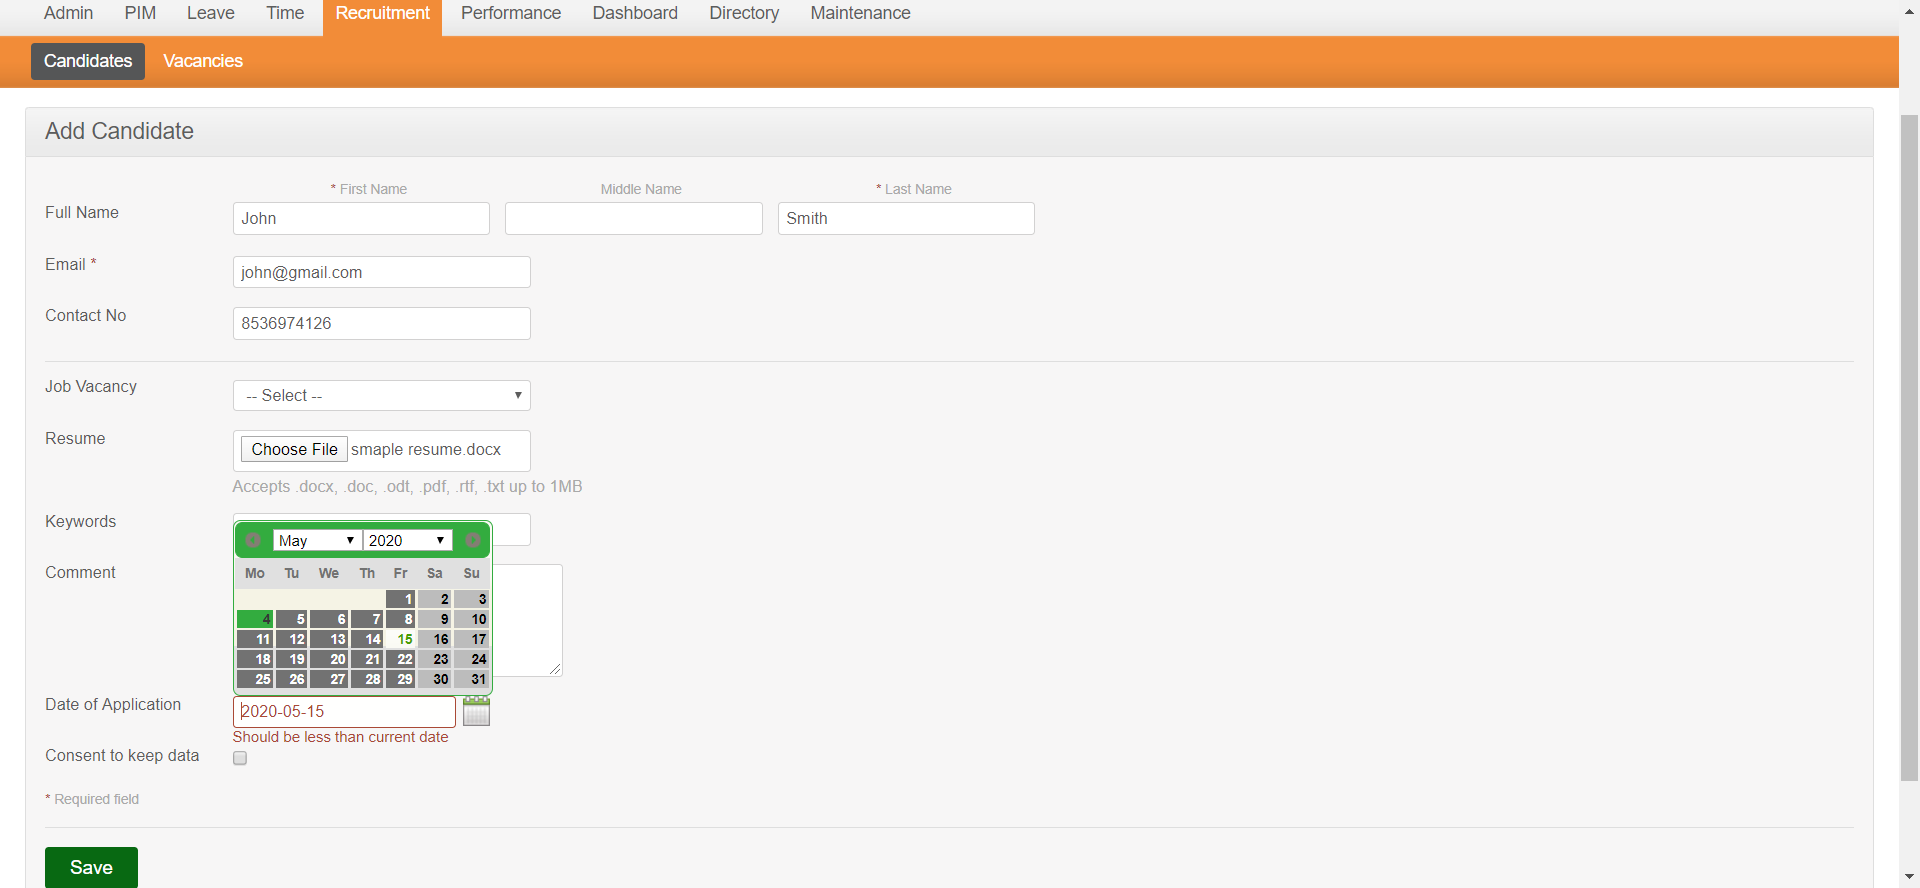 Admin PIM Leave Time Recruitment Performance Dashboard Directory Maintenance
Candidates Vacancies
Add Candidate
* First Name Middle Name * Last Name
Full Name John Smith
Email * john@gmail.com
Contact No 8536974126
Job Vacancy -- Select --
Resume Choose File smaple resume.docx
Accepts .docx, .doc, .odt, .pdf, .rtf, .txt up to 1MB
Keywords
May 2020
Comment
Mo Tu We Th Fr Sa Su
1 2 3
4 5 6 7 8 9 10
11 12 13 14 15 16 17
18 19 20 21 22 23 24
25 26 27 28 29 30 31
Date of Application 2020-05-15
Should be less than current date
Consent to keep data
* Required field
Save